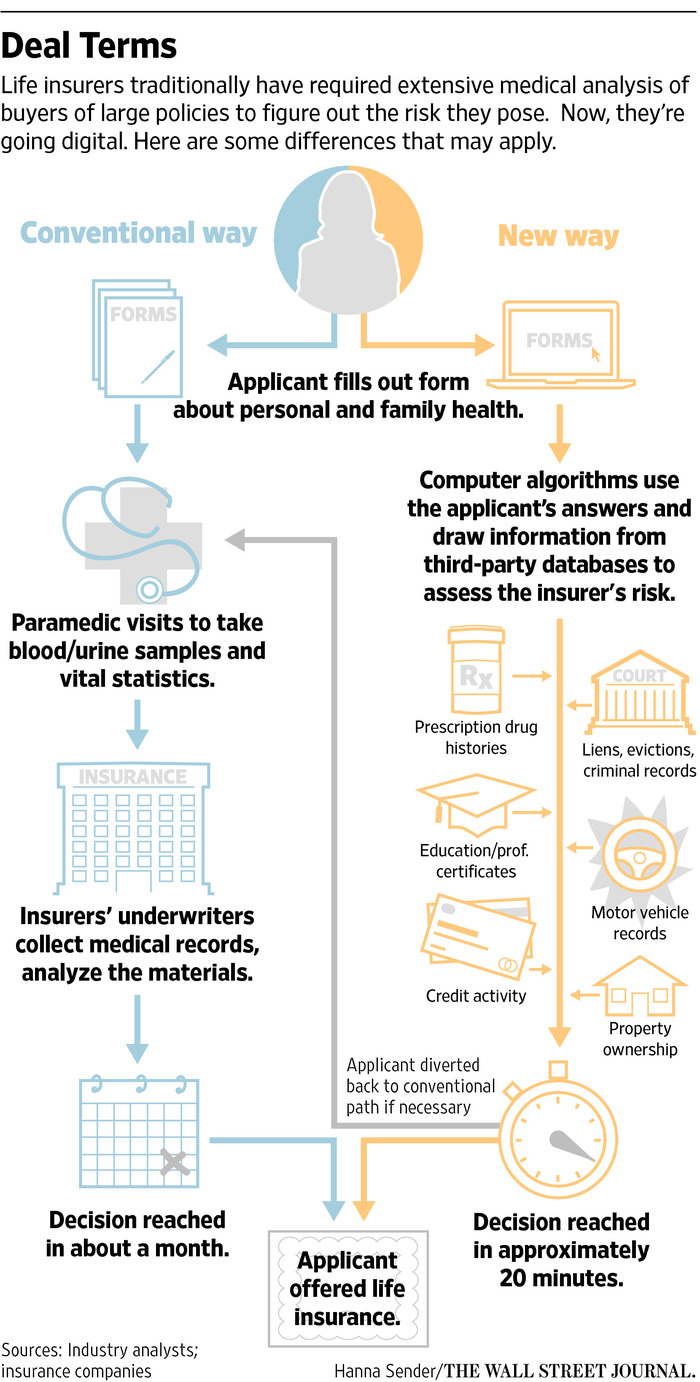 Deal Terms
Life insurers traditionally have required extensive medical analysis of
buyers of large policies to figure out the risk they pose.  Now, they’re
going digital. Here are some differences that may apply.
Conventional way
New way
FORMS
FORMS
Applicant fills out form
about personal and family health.
Paramedic visits to take
blood/urine samples and
vital statistics.
INSURANCE
Insurers’ underwriters
collect medical records,
analyze the materials.
Decision reached
in about a month.
Computer algorithms use
the applicant’s answers and
draw information from
third-party databases to
assess the insurer’s risk.
Rx
Prescription drug
histories
COURT
Liens, evictions,
criminal records
Education/prof.
certificates
Motor vehicle
records
Credit activity
Property
ownership
Applicant diverted
back to conventional
path if necessary
Decision reached
in approximately
20 minutes.
Applicant
offered life
insurance.
Sources: Industry analysts;
insurance companies
Hanna Sender/THE WALL STREET JOURNAL.